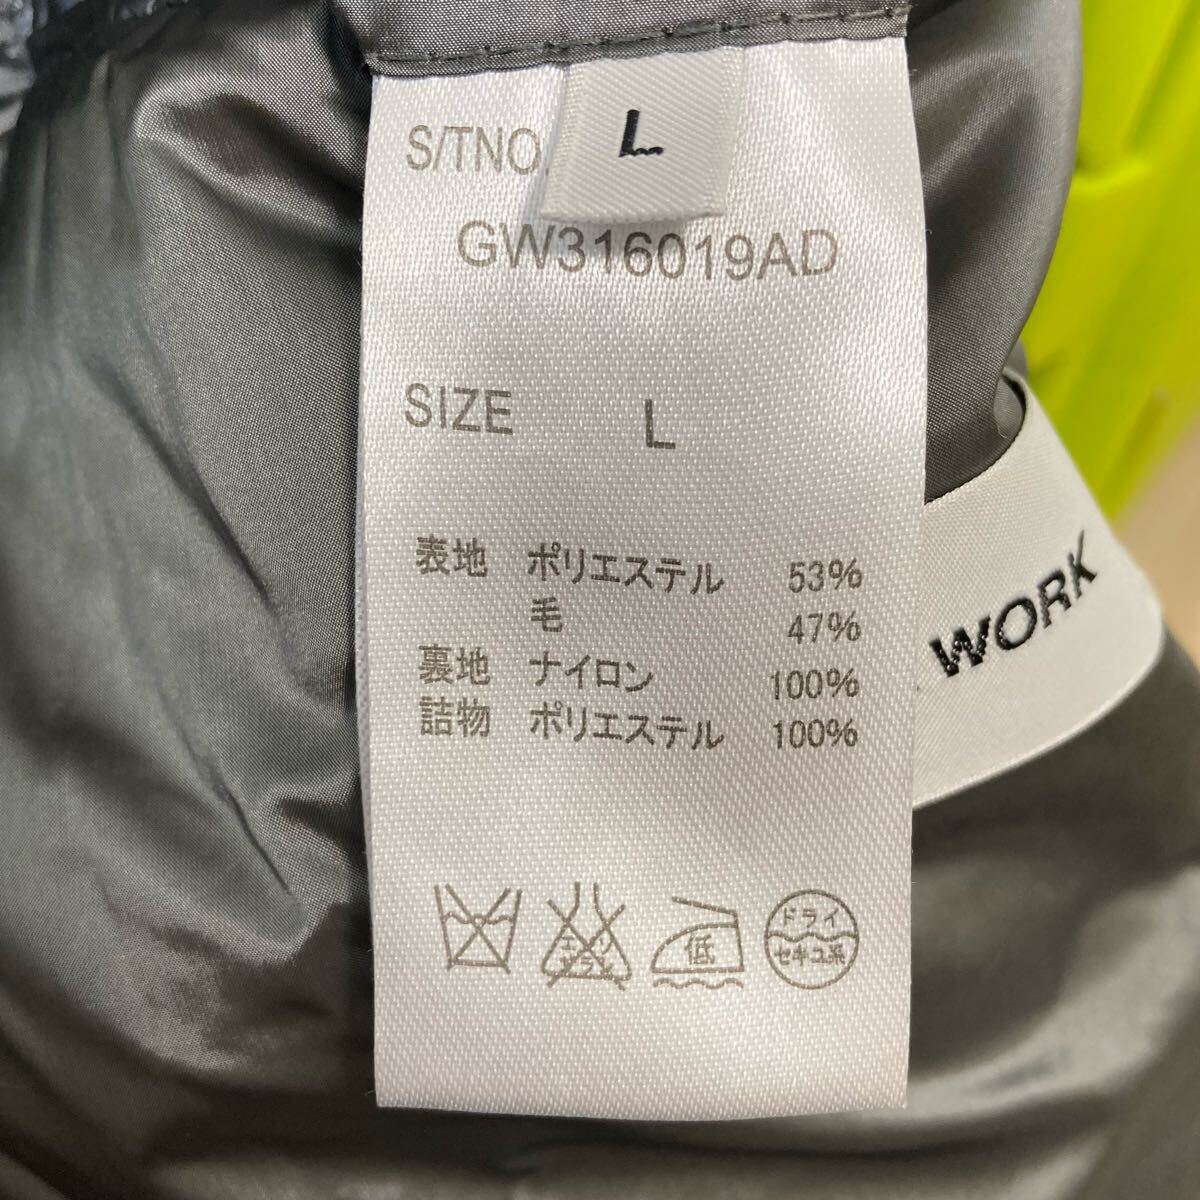 L
S/TNO
GW316019AD
SIZE L
表地 ポリエステル 53%
毛 47%
裏地 ナイロン 100%
詰物 ポリエステル 100%
WORK
低
ドライ
セキユ系